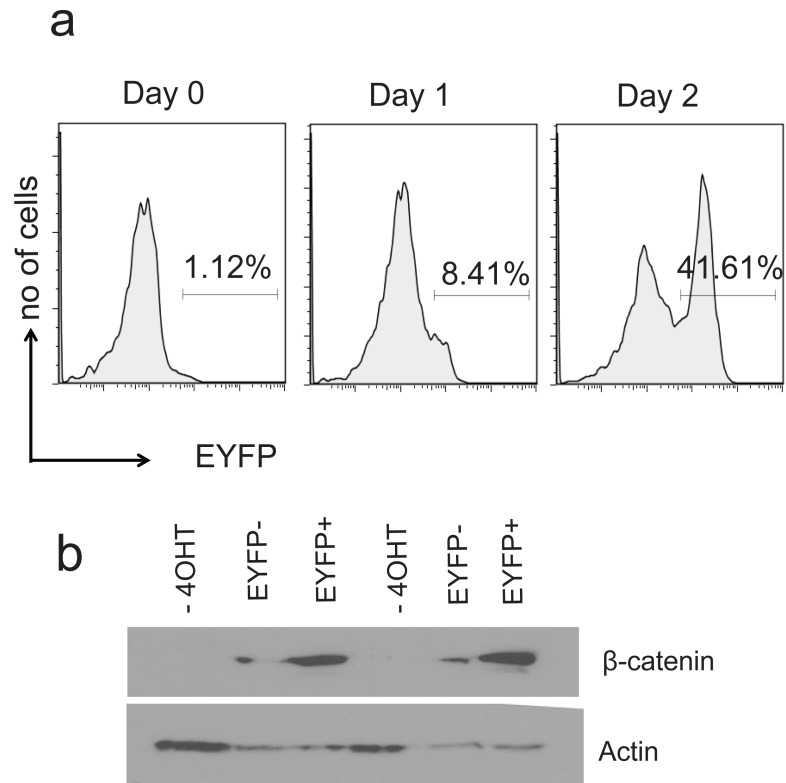 a
Day 0
Day 1
Day 2
no of cells
1.12%
8.41%
41.61%
EYFP
b
- 4OHT
EYFP-
EYFP+
- 4OHT
EYFP-
EYFP+
β-catenin
Actin